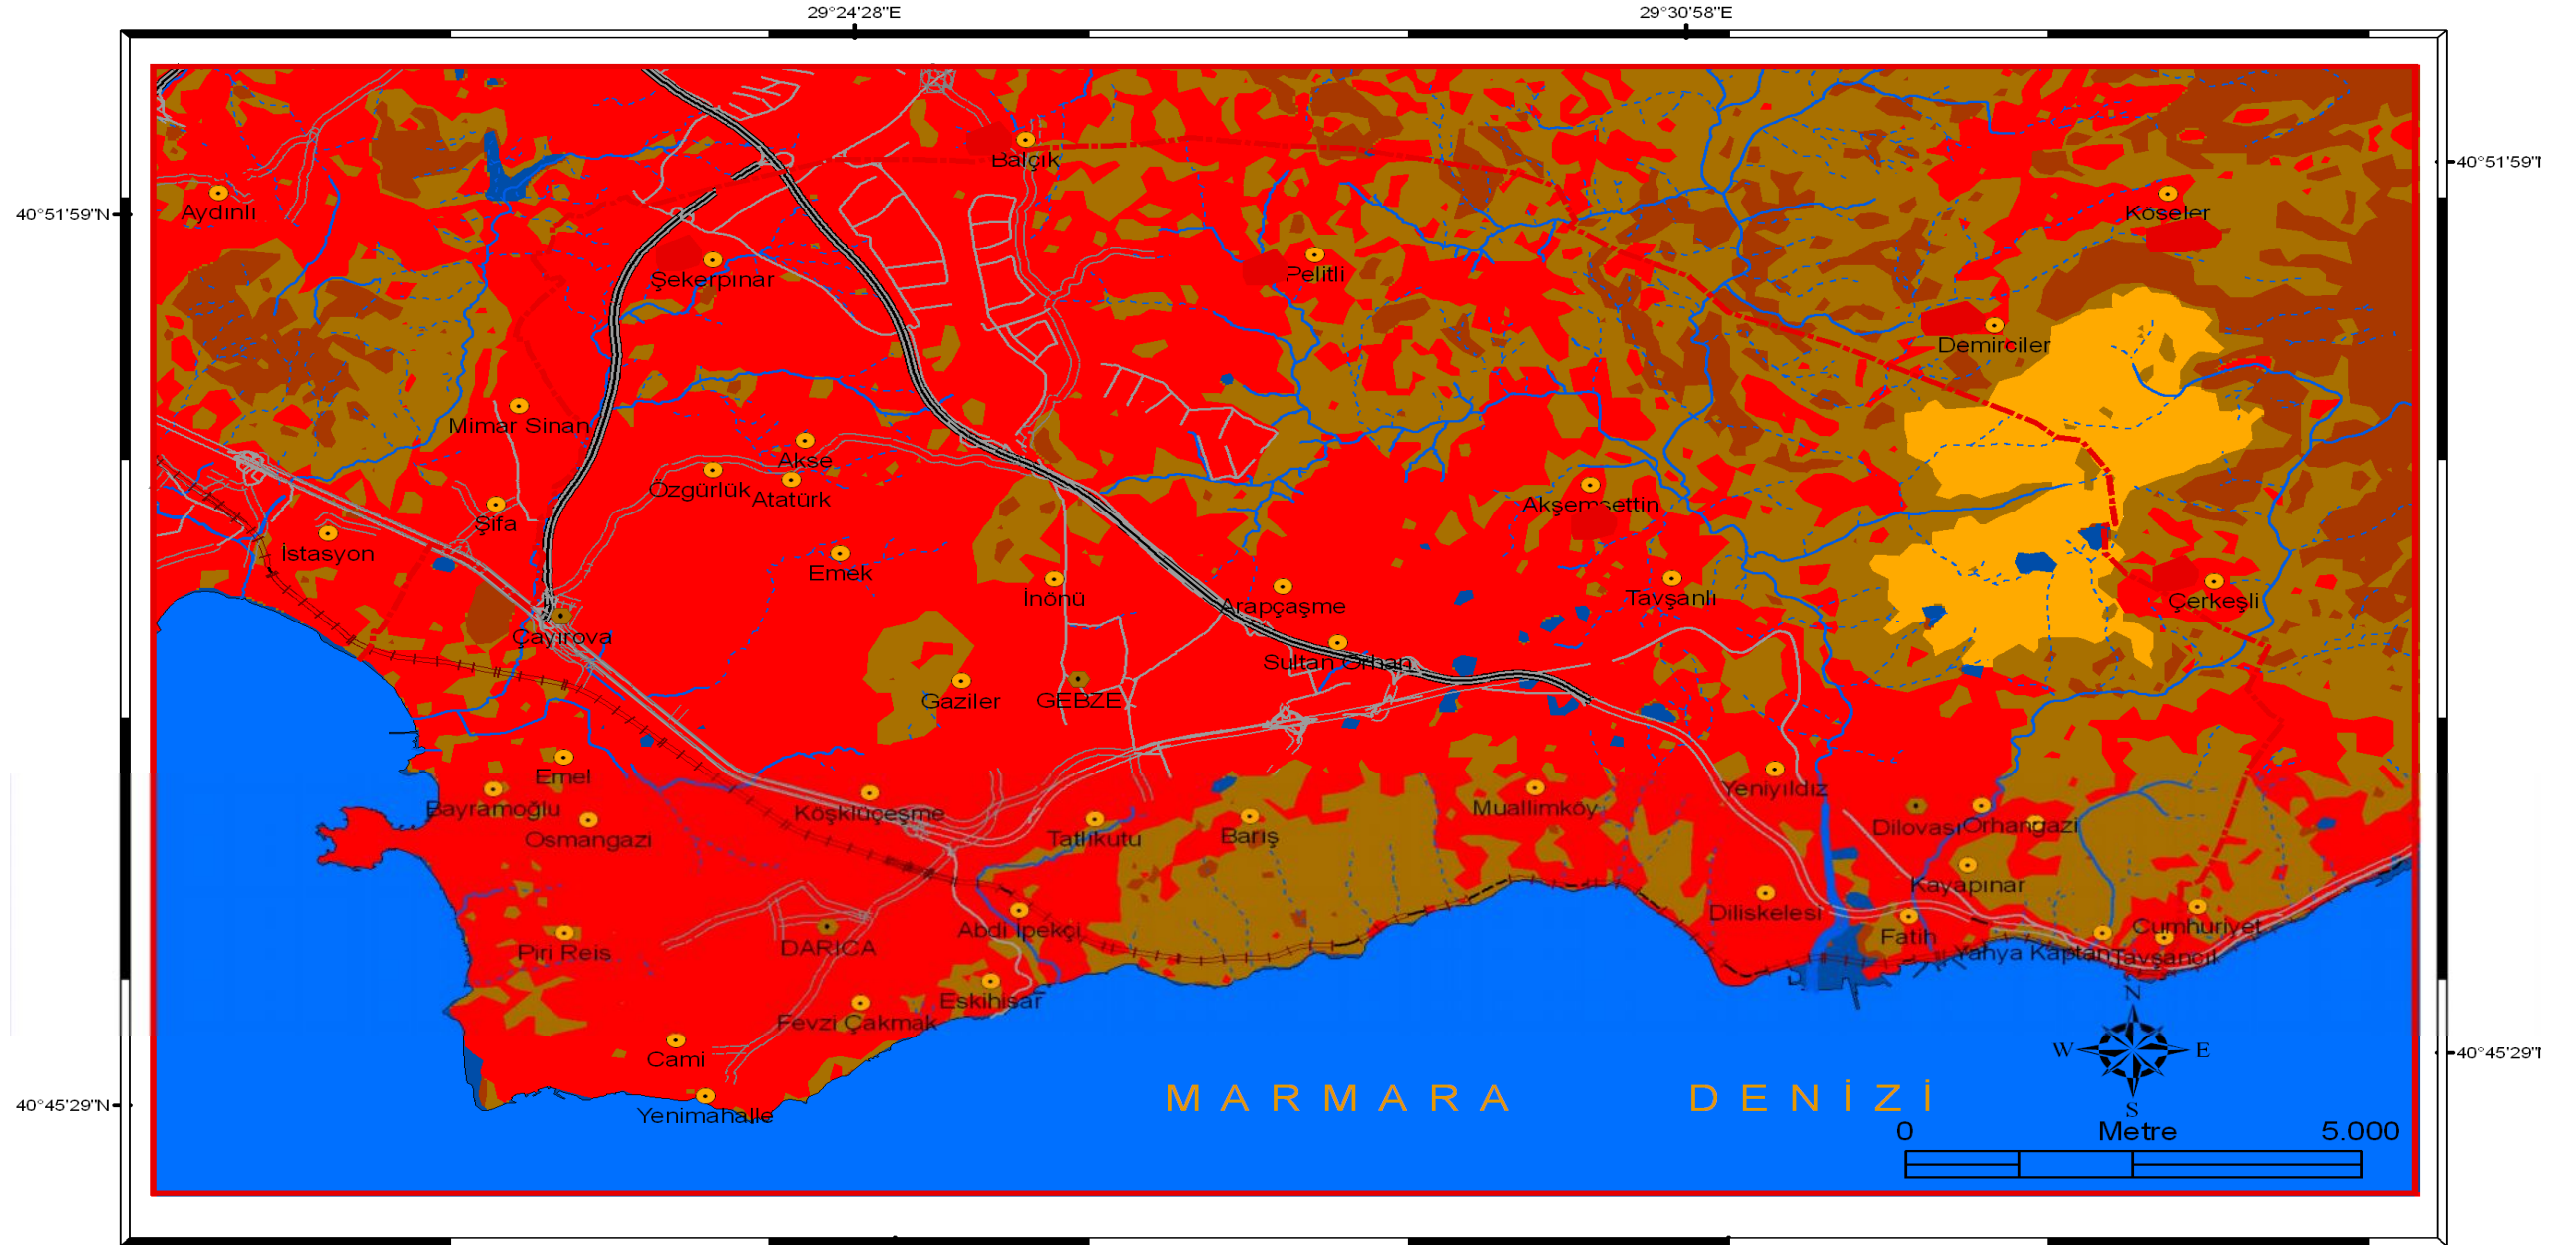 29°24'28"E
29°30'58"E
40°51'59"N
40°51'59"
40°45'29"N
40°45'29"
Balçık
Aydınlı
Köseler
Şekerpınar
Pelitli
Demirciler
Mimar Sinan
Akse
Özgürlük
Atatürk
Akşemsettin
Şifa
İstasyon
Emek
İnönü
Arapçaşme
Tavşanlı
Çerkeşli
Çayırova
Sultan Orhan
Gaziler
GEBZE
Emel
Bayramoğlu
Osmangazi
Köşklüçeşme
Tatlıkutu
Barış
Muallimköy
Yeniyıldız
Dilovası
Orhangazi
Kayapınar
Diliskelesi
Abdi İpekçi
DARICA
Piri Reis
Fatih
Cumhuriyet
Yahya Kaptan
Tavşancıl
Eskihisar
Fevzi Çakmak
Cami
Yenimahalle
N
W
E
S
MARMARA DENİZİ
0 Metre 5.000